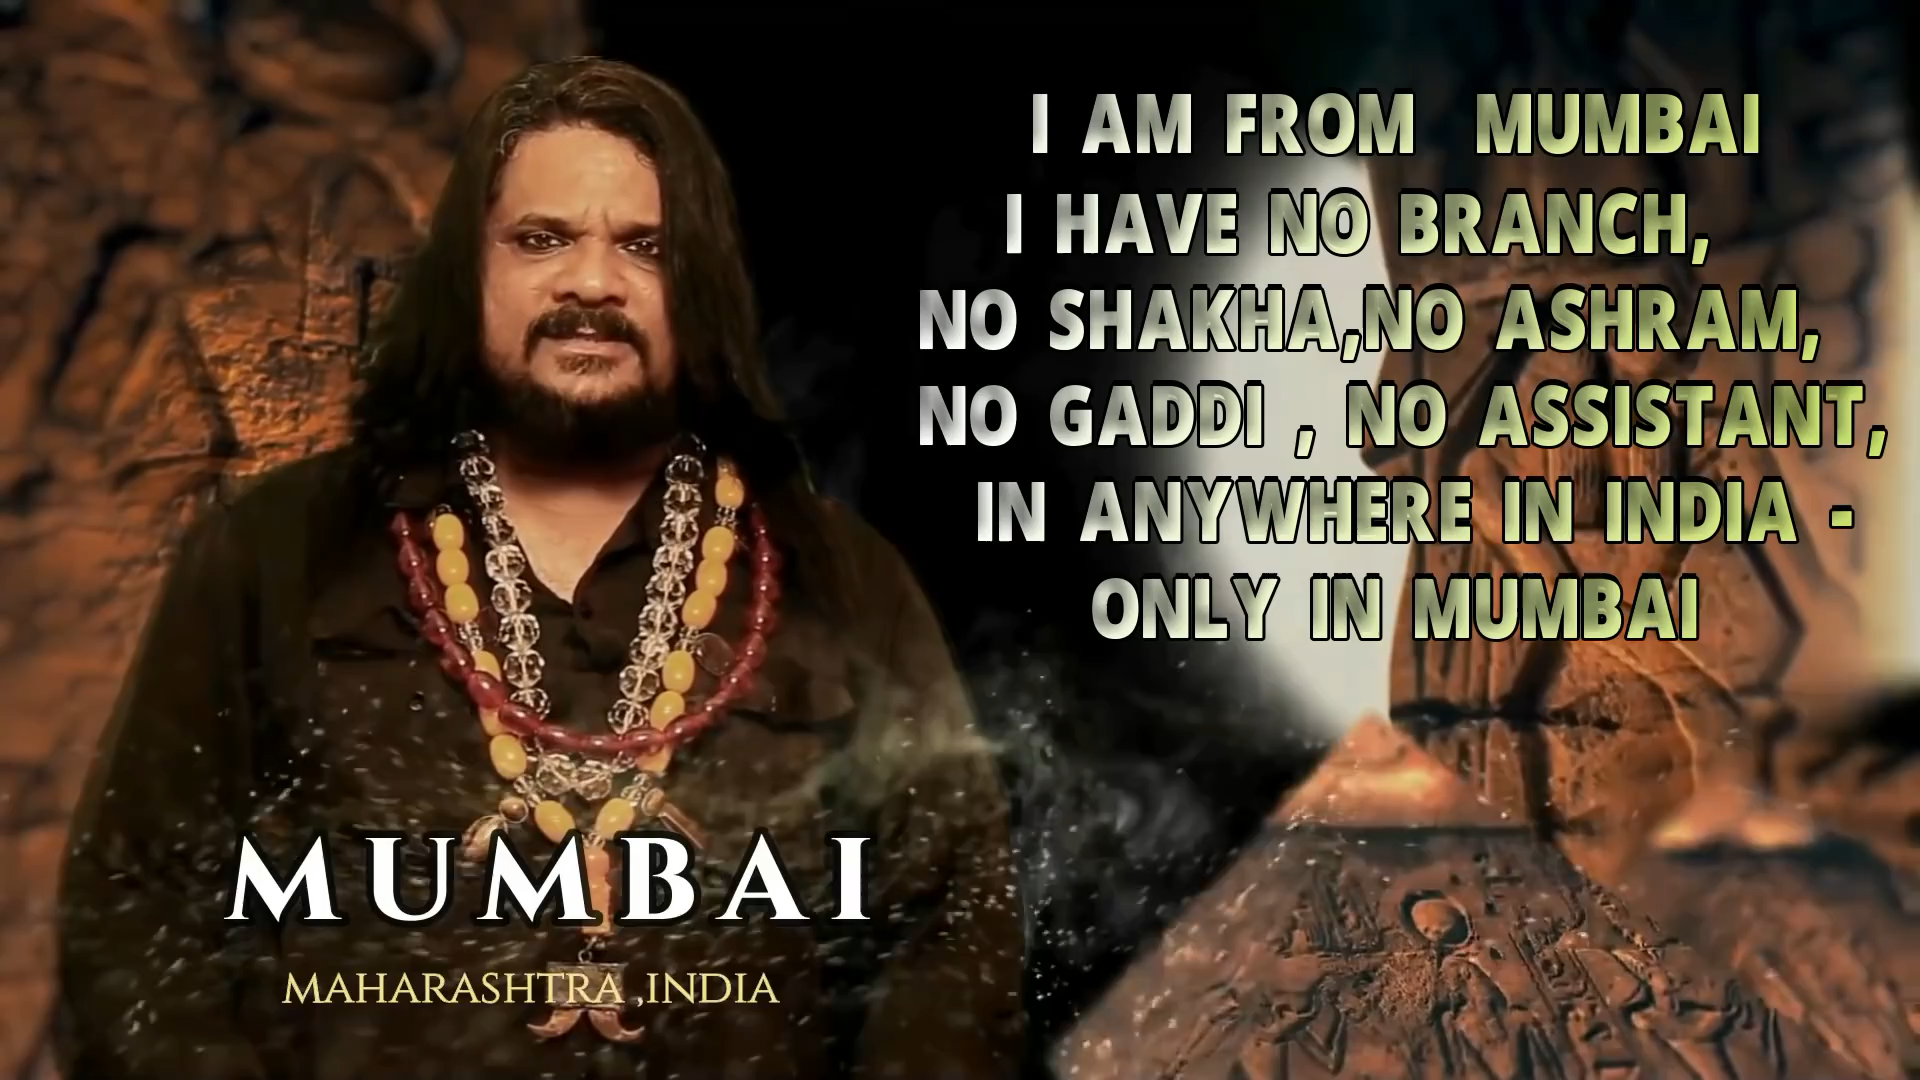 I AM FROM MUMBAI
I HAVE NO BRANCH,
NO SHAKHA,NO ASHRAM,
NO GADDI , NO ASSISTANT,
IN ANYWHERE IN INDIA -
ONLY IN MUMBAI
MUMBAI
MAHARASHTRA ,INDIA